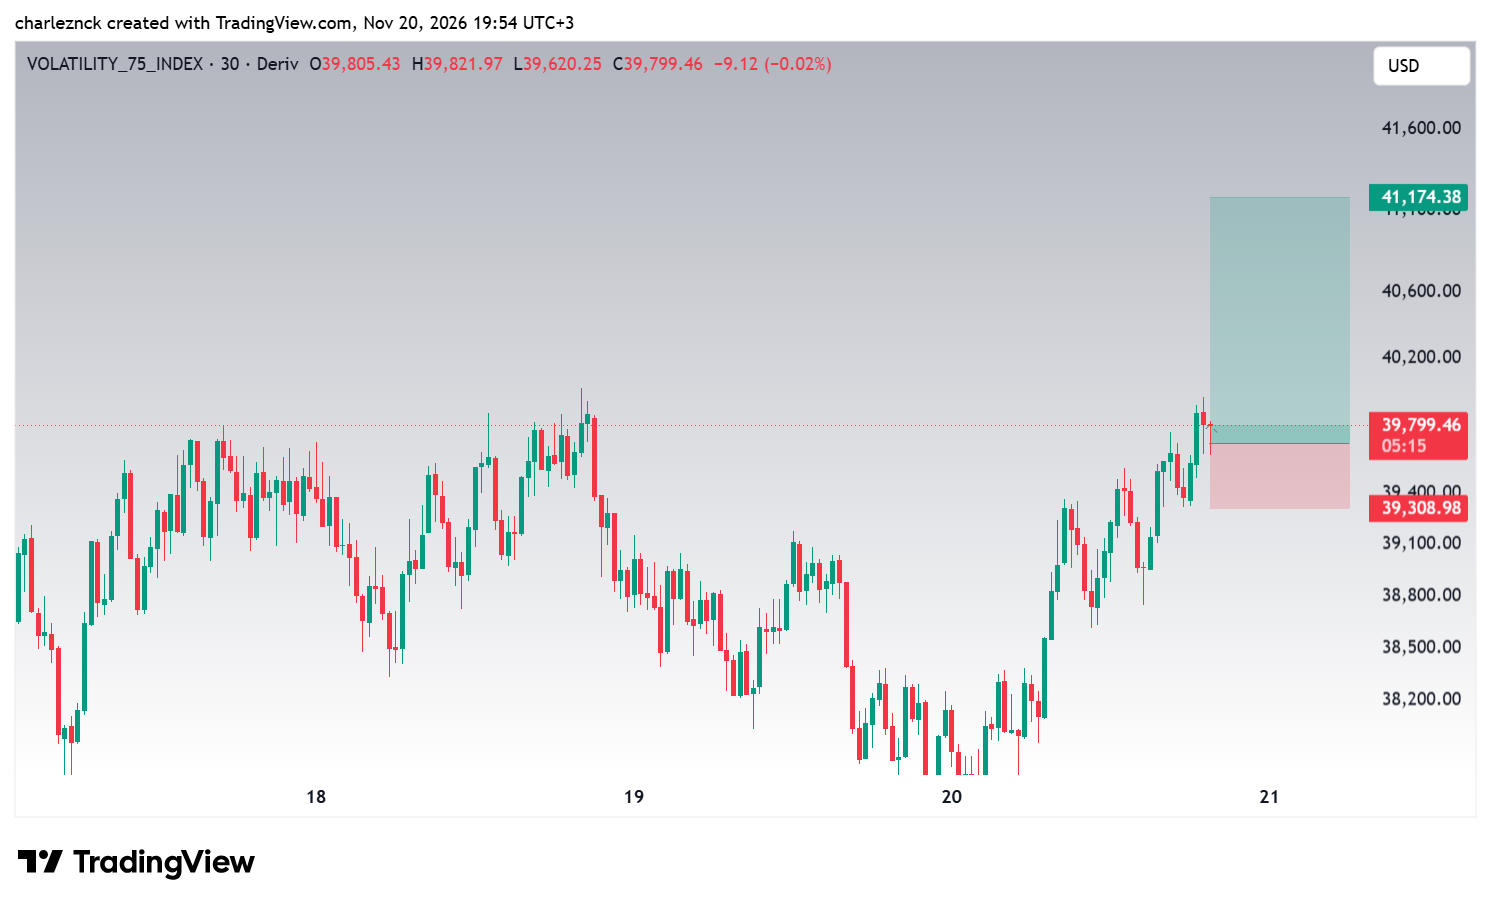 charleznck created with TradingView.com, Nov 20, 2026 19:54 UTC+3
VOLATILITY_75_INDEX · 30 · Deriv O39,805.43 H39,821.97 L39,620.25 C39,799.46 −9.12 (−0.02%)
USD
41,600.00
41,174.38
40,600.00
40,200.00
39,799.46
05:15
39,400.00
39,308.98
39,100.00
38,800.00
38,500.00
38,200.00
18 19 20 21
TradingView